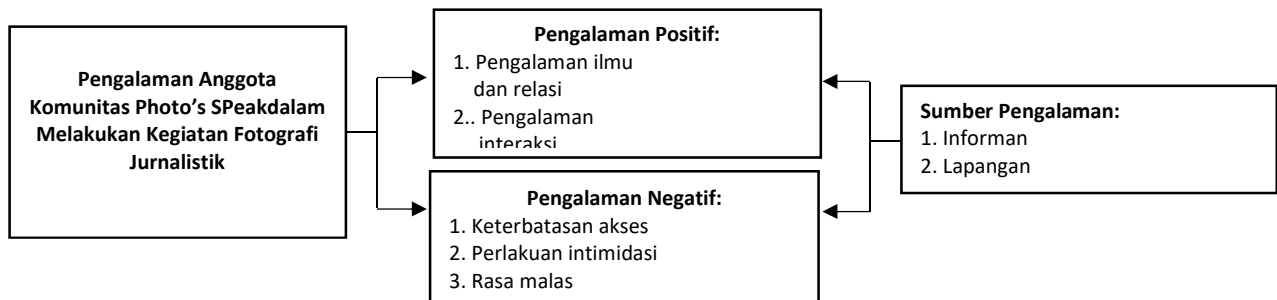 Pengalaman Anggota
Komunitas Photo’s SPeakdalam
Melakukan Kegiatan Fotografi
Jurnalistik
Pengalaman Positif:
1. Pengalaman ilmu
dan relasi
2.. Pengalaman
interaksi
Pengalaman Negatif:
1. Keterbatasan akses
2. Perlakuan intimidasi
3. Rasa malas
Sumber Pengalaman:
1. Informan
2. Lapangan